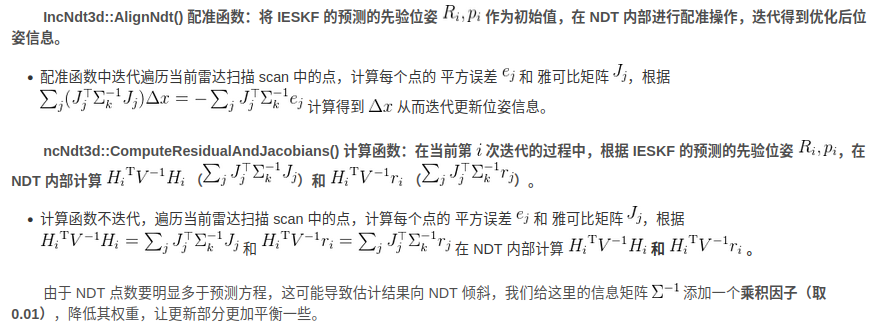 IncNdt3d::AlignNdt() 配准函数：将 IESKF 的预测的先验位姿 $R_i, p_i$ 作为初始值，在 NDT 内部进行配准操作，迭代得到优化后位
姿信息。
• 配准函数中迭代遍历当前雷达扫描 scan 中的点，计算每个点的 平方误差 $e_j$ 和 雅可比矩阵 $J_j$，根据
$\sum_j (J_j^\top \Sigma_k^{-1} J_j) \Delta x = -\sum_j J_j^\top \Sigma_k^{-1} e_j$ 计算得到 $\Delta x$ 从而迭代更新位姿信息。
ncNdt3d::ComputeResidualAndJacobians() 计算函数：在当前第 $i$ 次迭代的过程中，根据 IESKF 的预测的先验位姿 $R_i, p_i$，在
NDT 内部计算 $H_i^{\mathrm{T}} V^{-1} H_i$（$\sum_j J_j^\top \Sigma_k^{-1} J_j$）和 $H_i^{\mathrm{T}} V^{-1} r_i$（$\sum_j J_j^\top \Sigma_k^{-1} r_j$）。
• 计算函数不迭代，遍历当前雷达扫描 scan 中的点，计算每个点的 平方误差 $e_j$ 和 雅可比矩阵 $J_j$，根据
$H_i^{\mathrm{T}} V^{-1} H_i = \sum_j J_j^\top \Sigma_k^{-1} J_j$ 和 $H_i^{\mathrm{T}} V^{-1} r_i = \sum_j J_j^\top \Sigma_k^{-1} r_j$ 在 NDT 内部计算 $H_i^{\mathrm{T}} V^{-1} H_i$ 和 $H_i^{\mathrm{T}} V^{-1} r_i$ 。
由于 NDT 点数要明显多于预测方程，这可能导致估计结果向 NDT 倾斜，我们给这里的信息矩阵 $\Sigma^{-1}$ 添加一个乘积因子（取
0.01），降低其权重，让更新部分更加平衡一些。